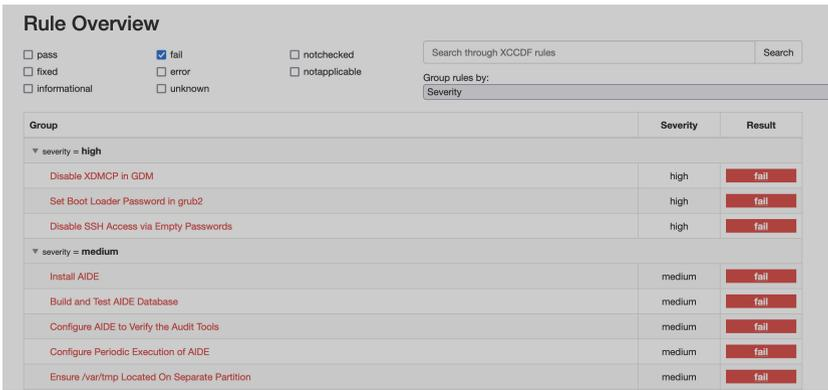 Rule Overview
pass
fail
notchecked
fixed
error
notapplicable
informational
unknown
Search through XCCDF rules
Search
Group rules by:
Severity
Group Severity Result
severity = high
Disable XDMCP in GDM high fail
Set Boot Loader Password in grub2 high fail
Disable SSH Access via Empty Passwords high fail
severity = medium
Install AIDE medium fail
Build and Test AIDE Database medium fail
Configure AIDE to Verify the Audit Tools medium fail
Configure Periodic Execution of AIDE medium fail
Ensure /var/tmp Located On Separate Partition medium fail